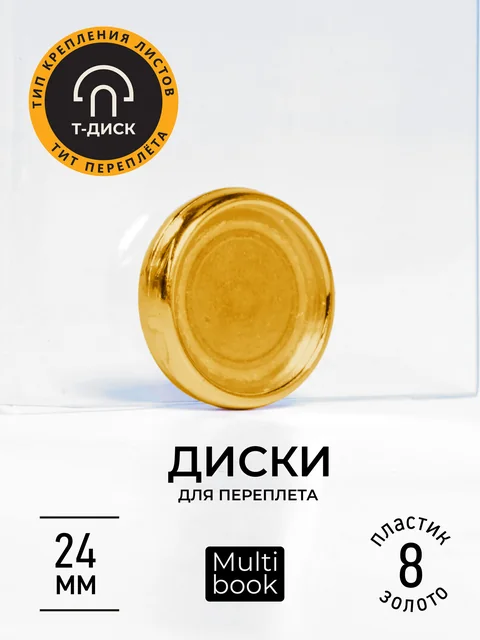 ТИП КРЕПЛЕНИЯ ЛИСТОВ
Т-ДИСК
ТИТ ПЕРЕПЛЁТА
ДИСКИ
ДЛЯ ПЕРЕПЛЕТА
24
ММ
Multi
book
пластик
8
золото